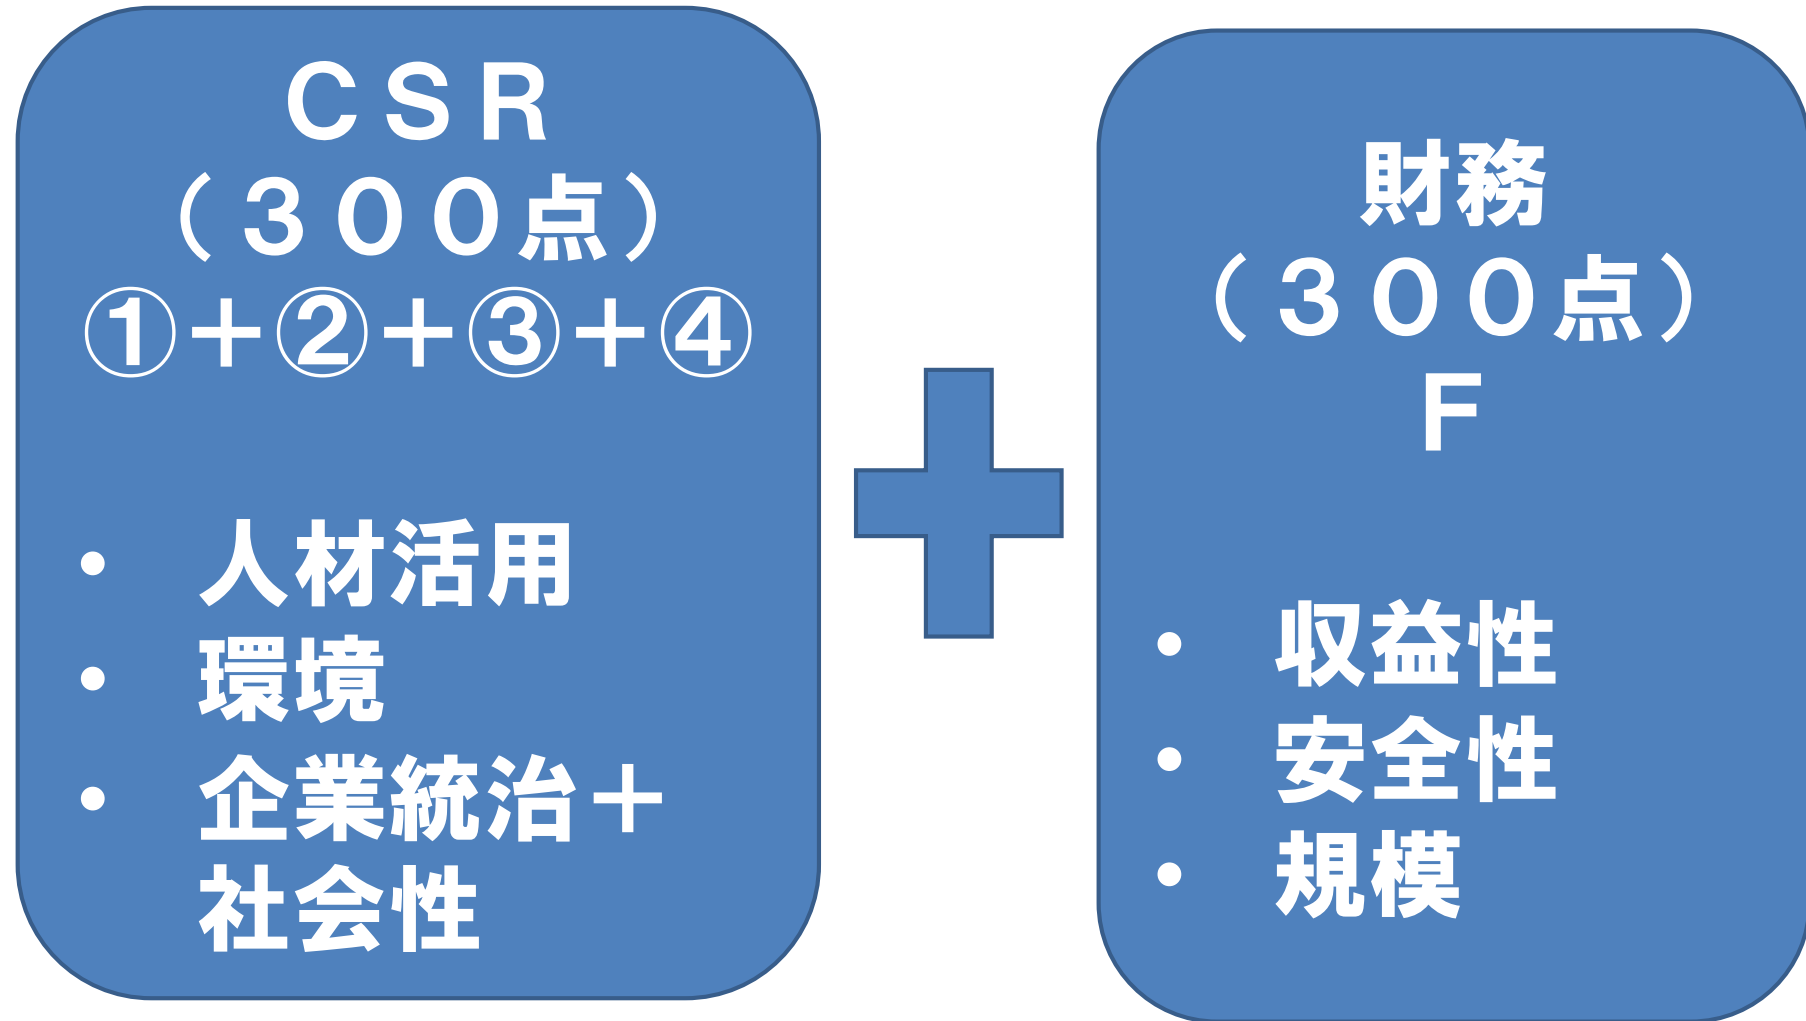 ＣＳＲ
（３００点）
①＋②＋③＋④
• 人材活用
• 環境
• 企業統治＋
社会性
財務
（３００点）
Ｆ
• 収益性
• 安全性
• 規模